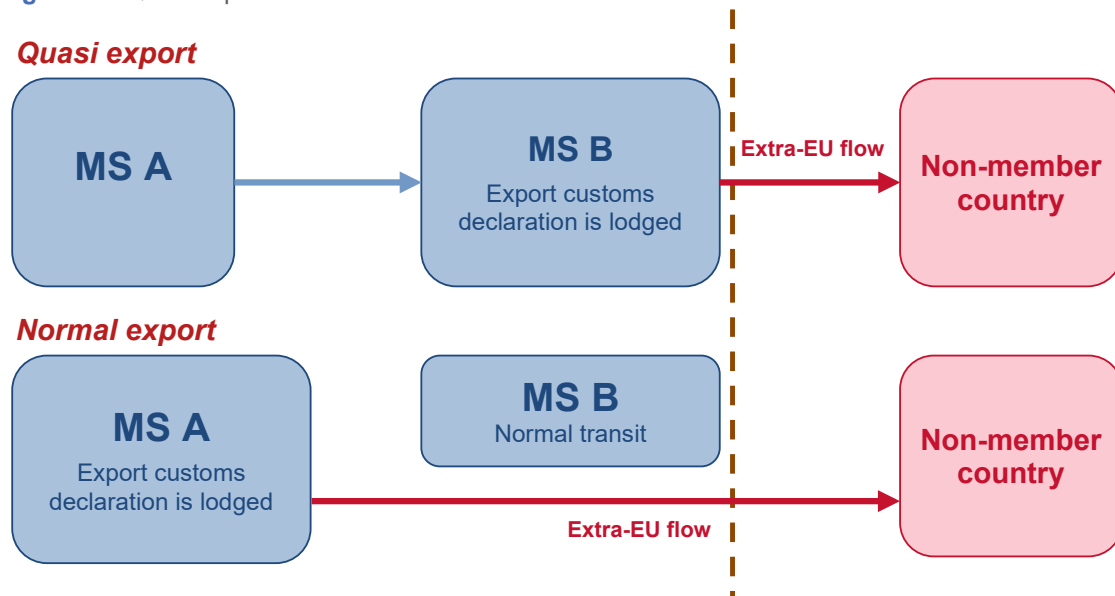 Quasi export
MS A
MS B
Export customs
declaration is lodged
Extra-EU flow
Non-member
country
Normal export
MS A
Export customs
declaration is lodged
MS B
Normal transit
Extra-EU flow
Non-member
country